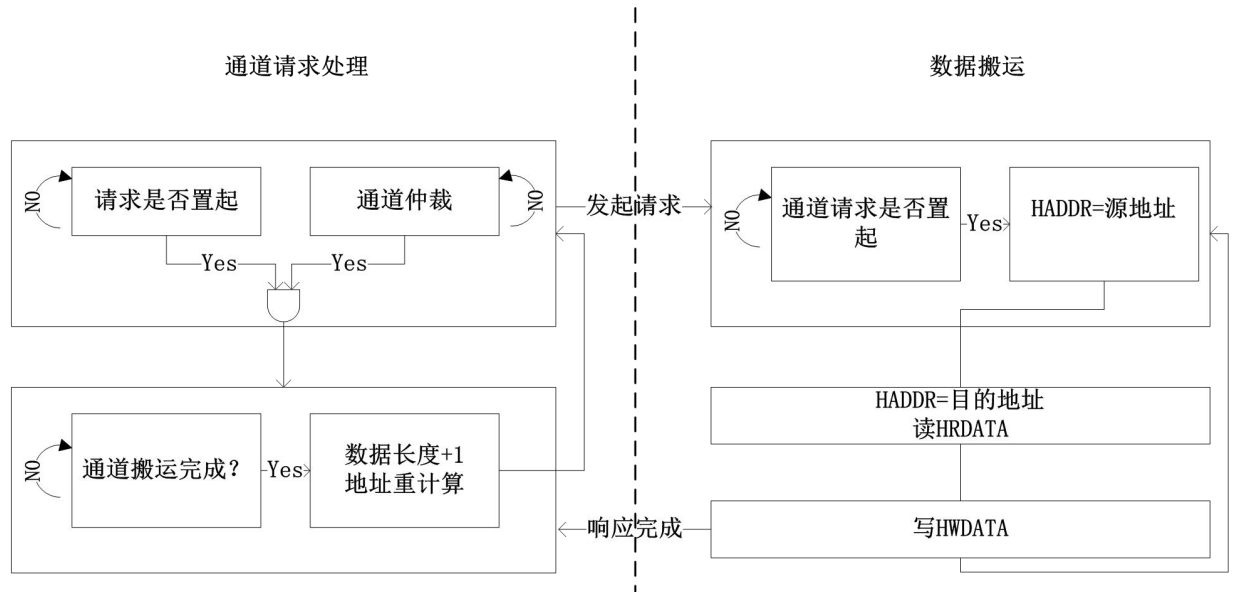 通道请求处理
数据搬运
请求是否置起
NO
通道仲裁
NO
Yes
Yes
发起请求
通道请求是否置
起
NO
Yes
HADDR=源地址
通道搬运完成?
NO
Yes
数据长度+1
地址重计算
HADDR=目的地址
读HRDATA
响应完成
写HWDATA